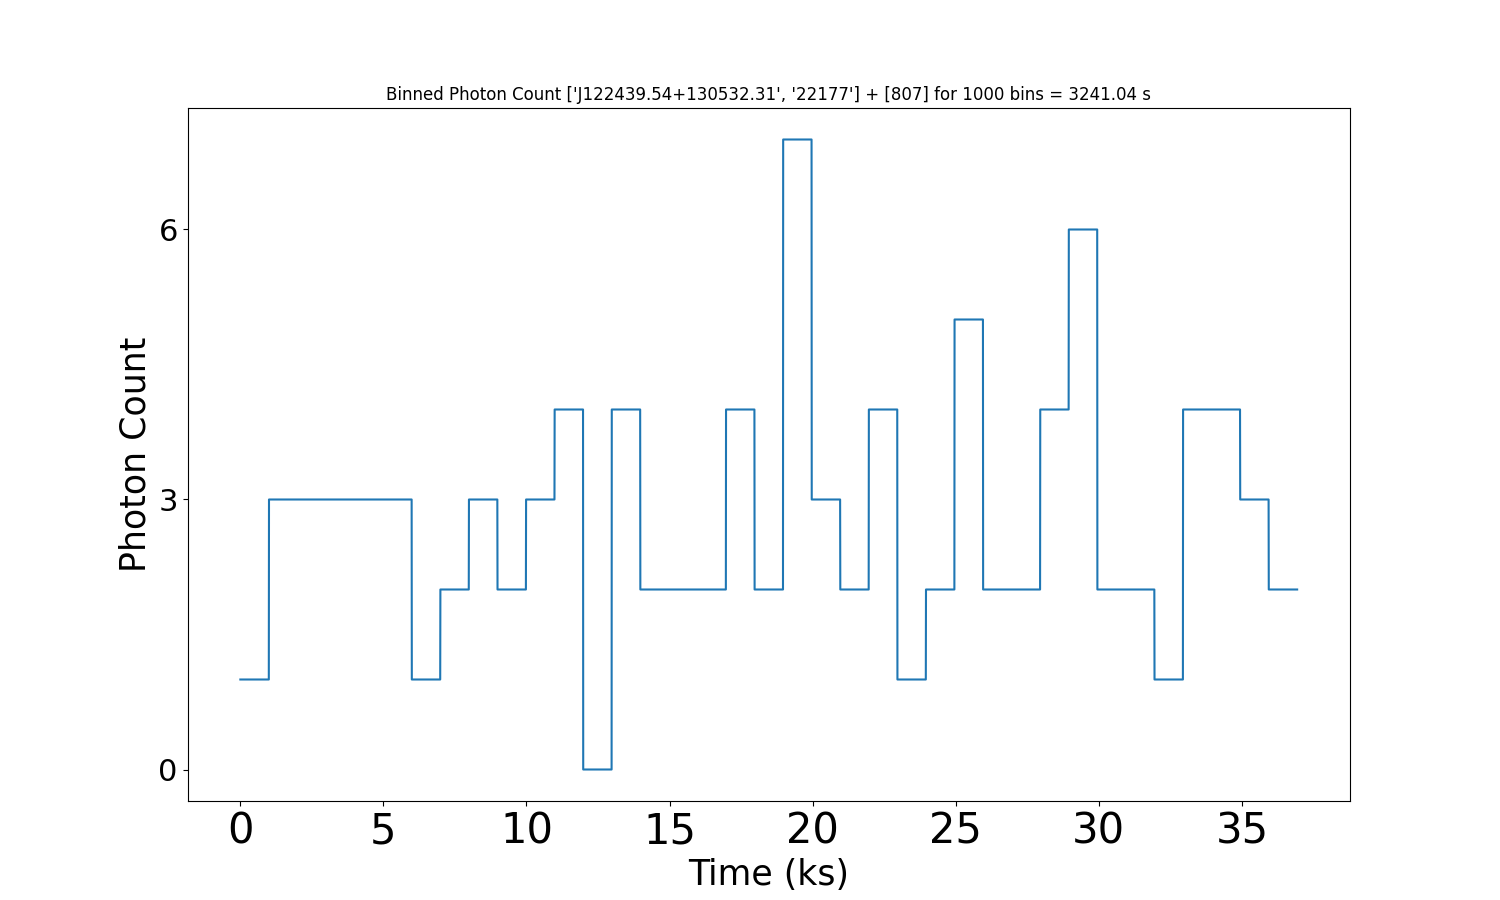 Binned Photon Count ['J122439.54+130532.31', '22177'] + [807] for 1000 bins = 3241.04 s
Photon Count
6
3
0
0 5 10 15 20 25 30 35
Time (ks)